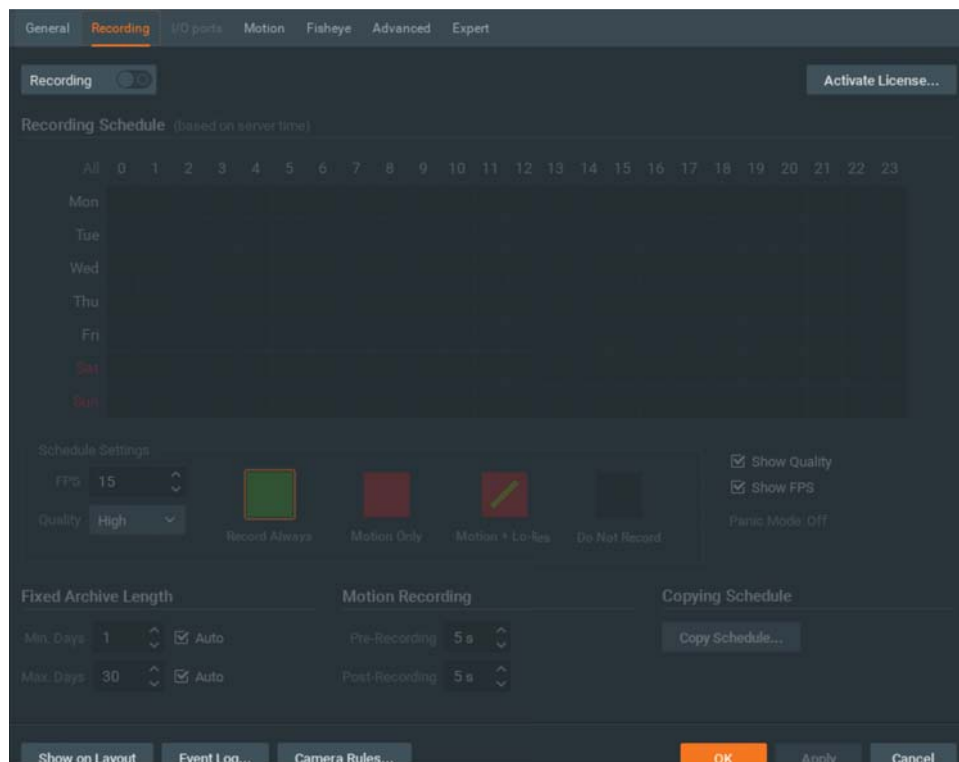 General Recording I/O ports Motion Fisheye Advanced Expert
Recording Activate License...
Recording Schedule (based on server time)
All 0 1 2 3 4 5 6 7 8 9 10 11 12 13 14 15 16 17 18 19 20 21 22 23
Mon
Tue
Wed
Thu
Fri
Sat
Sun
Schedule Settings
FPS 15
Quality High
Record Always Motion Only Motion + Lo-Res Do Not Record
Show Quality
Show FPS
Panic Mode: Off
Fixed Archive Length Motion Recording Copying Schedule
Min. Days 1 Auto Pre-Recording 5 s Copy Schedule...
Max. Days 30 Auto Post-Recording 5 s
Show on Layout Event Log... Camera Rules... OK Apply Cancel